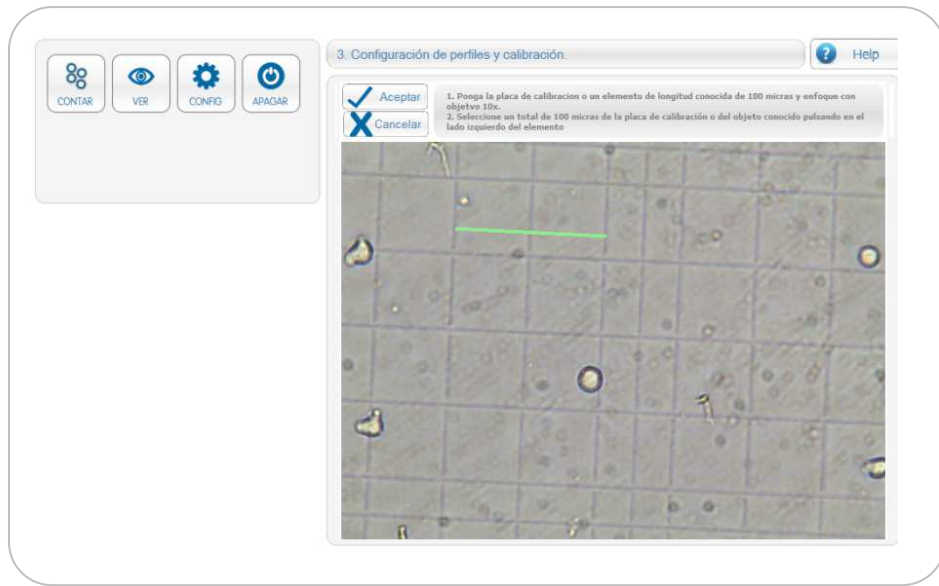 3. Configuración de perfiles y calibración.
? Help
CONTAR
VER
CONFIG
APAGAR
Aceptar
Cancelar
1. Ponga la placa de calibracion o un elemento de longitud conocida de 100 micras y enfoque con
objetvo 10x.
2. Seleccione un total de 100 micras de la placa de calibración o del objeto conocido pulsando en el
lado izquierdo del elemento